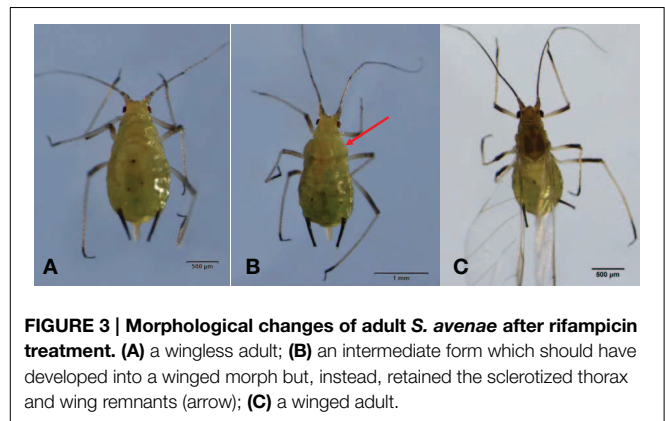 A
500 µm
B
1 mm
C
500 µm
FIGURE 3 | Morphological changes of adult S. avenae after rifampicin
treatment. (A) a wingless adult; (B) an intermediate form which should have
developed into a winged morph but, instead, retained the sclerotized thorax
and wing remnants (arrow); (C) a winged adult.